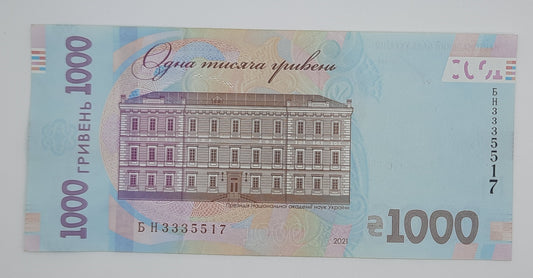 1000 ГРИВЕНЬ 1000
Одна тисяча гривень
БН3335517
Президія Національної академії наук України
БН3335517
2021
₴1000